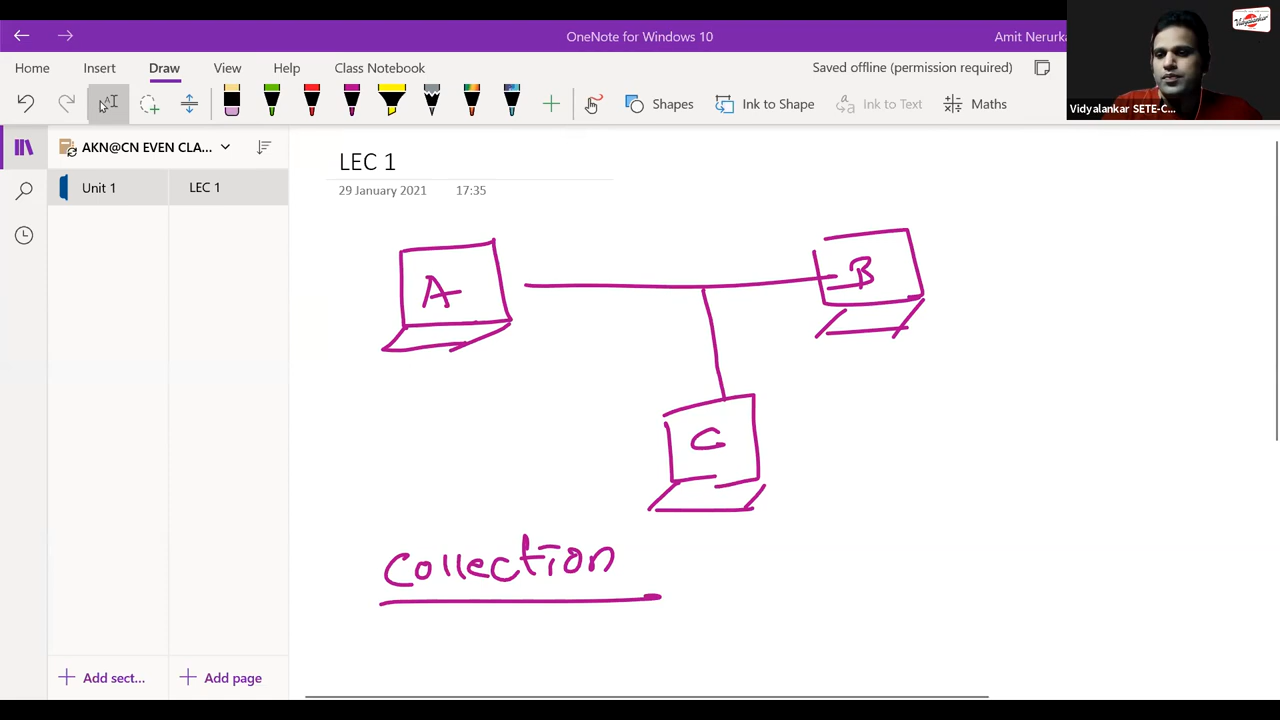 OneNote for Windows 10
Amit Nerurka
Vidyalankar
Home Insert Draw View Help Class Notebook
Saved offline (permission required)
Vidyalankar SETE-C...
Shapes Ink to Shape Ink to Text Maths
AKN@CN EVEN CLA...
Unit 1
LEC 1
LEC 1
29 January 2021 17:35
A
B
C
Collection
Add sect...
Add page